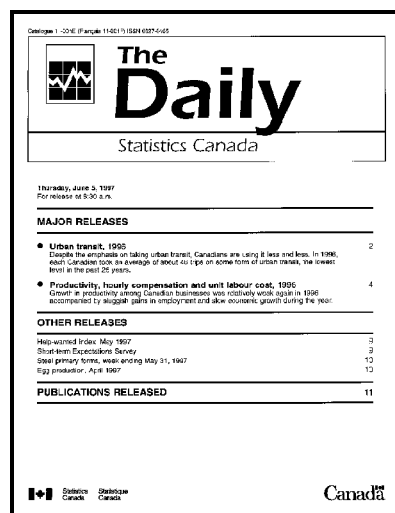 Catalogue 11-001E (Français 11-001F) ISSN 0827-0465
The
Daily
Statistics Canada
Thursday, June 5, 1997
For release at 8:30 a.m.
MAJOR RELEASES
● Urban transit, 1996 2
Despite the emphasis on taking urban transit, Canadians are using it less and less. In 1996,
each Canadian took an average of about 48 trips on some form of urban transit, the lowest
level in the past 25 years.
● Productivity, hourly compensation and unit labour cost, 1996 4
Growth in productivity among Canadian businesses was relatively weak again in 1996
accompanied by sluggish gains in employment and slow economic growth during the year.
OTHER RELEASES
Help-wanted Index, May 1997 9
Short-term Expectations Survey 9
Steel primary forms, week ending May 31, 1997 10
Egg production, April 1997 10
PUBLICATIONS RELEASED 11
Statistics Statistique
Canada Canada
Canada